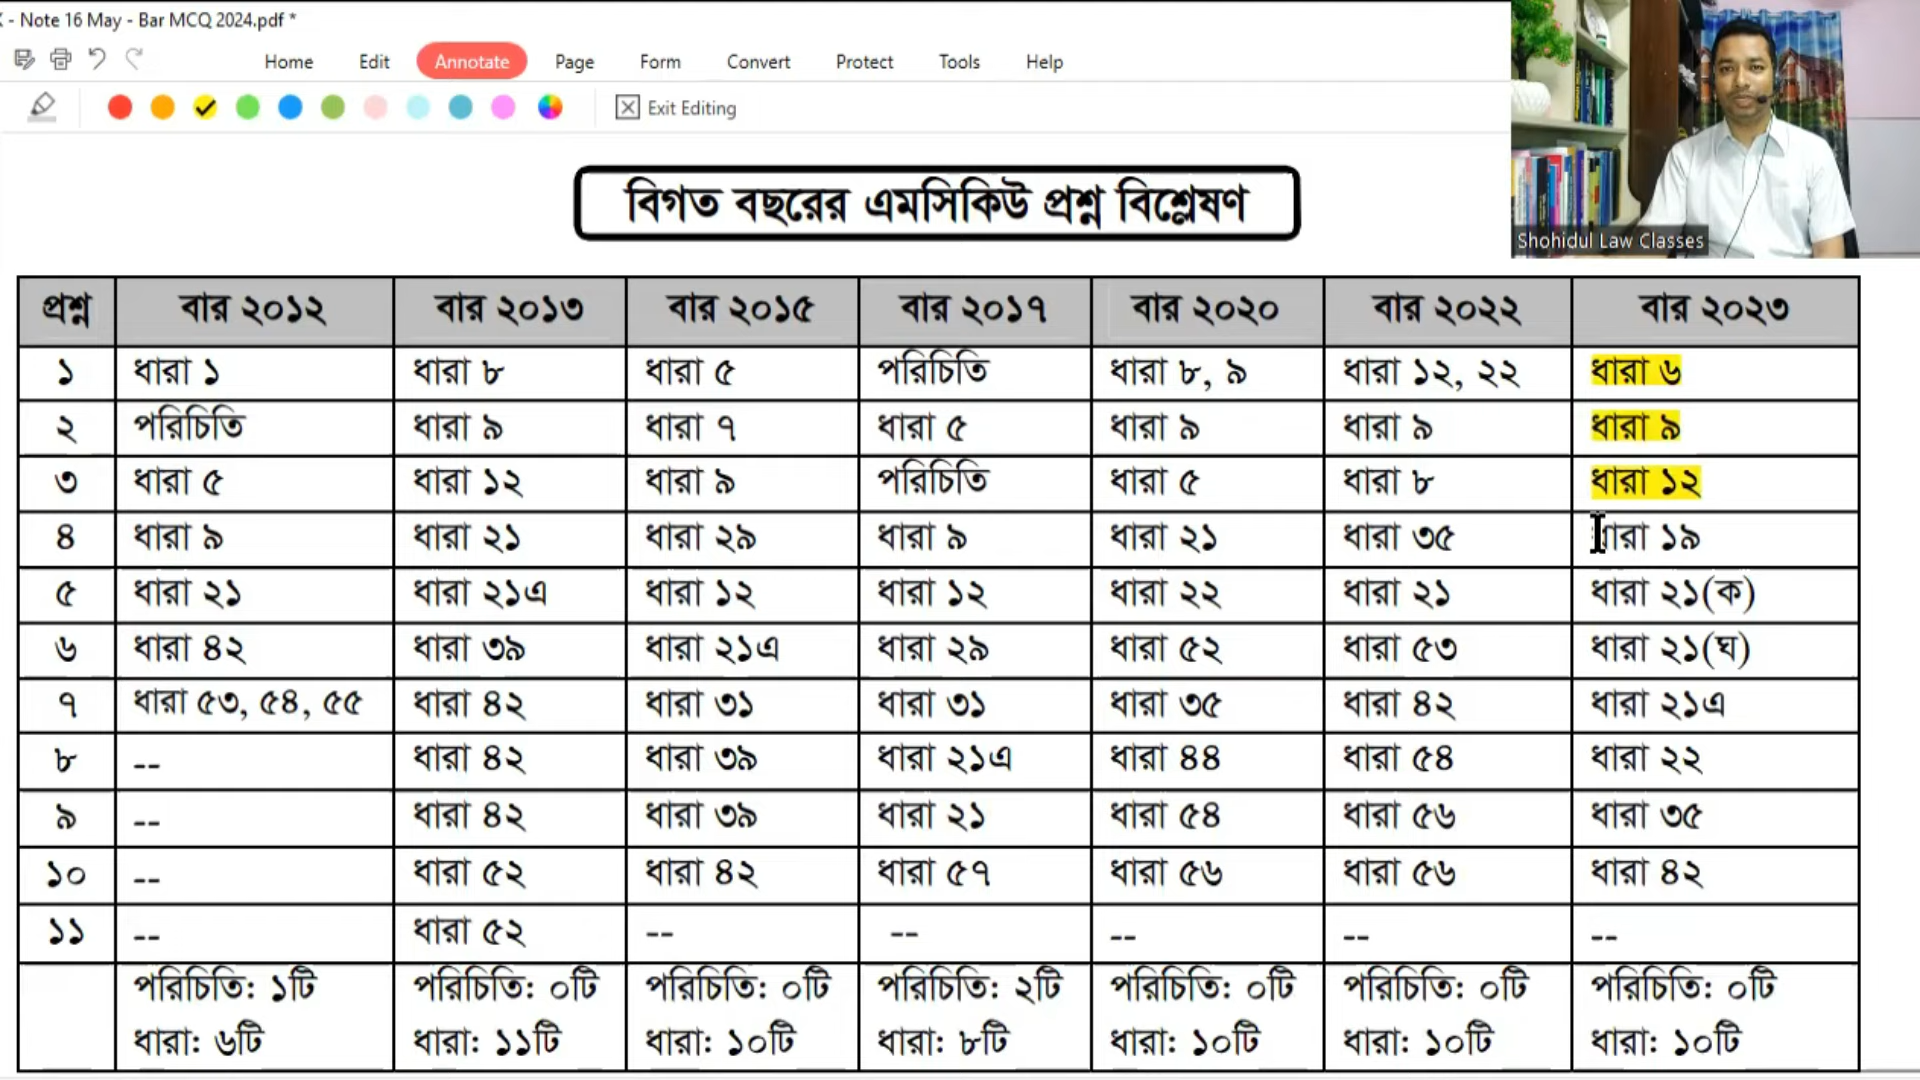 - Note 16 May - Bar MCQ 2024.pdf *
Home Edit Annotate Page Form Convert Protect Tools Help
Exit Editing
Shohidul Law Classes
বিগত বছরের এমসিকিউ প্রশ্ন বিশ্লেষণ
প্রশ্ন বার ২০১২ বার ২০১৩ বার ২০১৫ বার ২০১৭ বার ২০২০ বার ২০২২ বার ২০২৩
১ ধারা ১ ধারা ৮ ধারা ৫ পরিচিতি ধারা ৮, ৯ ধারা ১২, ২২ ধারা ৬
২ পরিচিতি ধারা ৯ ধারা ৭ ধারা ৫ ধারা ৯ ধারা ৯ ধারা ৯
৩ ধারা ৫ ধারা ১২ ধারা ৯ পরিচিতি ধারা ৫ ধারা ৮ ধারা ১২
৪ ধারা ৯ ধারা ২১ ধারা ২৯ ধারা ৯ ধারা ২১ ধারা ৩৫ ধারা ১৯
৫ ধারা ২১ ধারা ২১এ ধারা ১২ ধারা ১২ ধারা ২২ ধারা ২১ ধারা ২১(ক)
৬ ধারা ৪২ ধারা ৩৯ ধারা ২১এ ধারা ২৯ ধারা ৫২ ধারা ৫৩ ধারা ২১(ঘ)
৭ ধারা ৫৩, ৫৪, ৫৫ ধারা ৪২ ধারা ৩১ ধারা ৩১ ধারা ৩৫ ধারা ৪২ ধারা ২১এ
৮ -- ধারা ৪২ ধারা ৩৯ ধারা ২১এ ধারা ৪৪ ধারা ৫৪ ধারা ২২
৯ -- ধারা ৪২ ধারা ৩৯ ধারা ২১ ধারা ৫৪ ধারা ৫৬ ধারা ৩৫
১০ -- ধারা ৫২ ধারা ৪২ ধারা ৫৭ ধারা ৫৬ ধারা ৫৬ ধারা ৪২
১১ -- ধারা ৫২ -- -- -- -- --
পরিচিতি: ১টি পরিচিতি: ০টি পরিচিতি: ০টি পরিচিতি: ২টি পরিচিতি: ০টি পরিচিতি: ০টি পরিচিতি: ০টি
ধারা: ৬টি ধারা: ১১টি ধারা: ১০টি ধারা: ৮টি ধারা: ১০টি ধারা: ১০টি ধারা: ১০টি